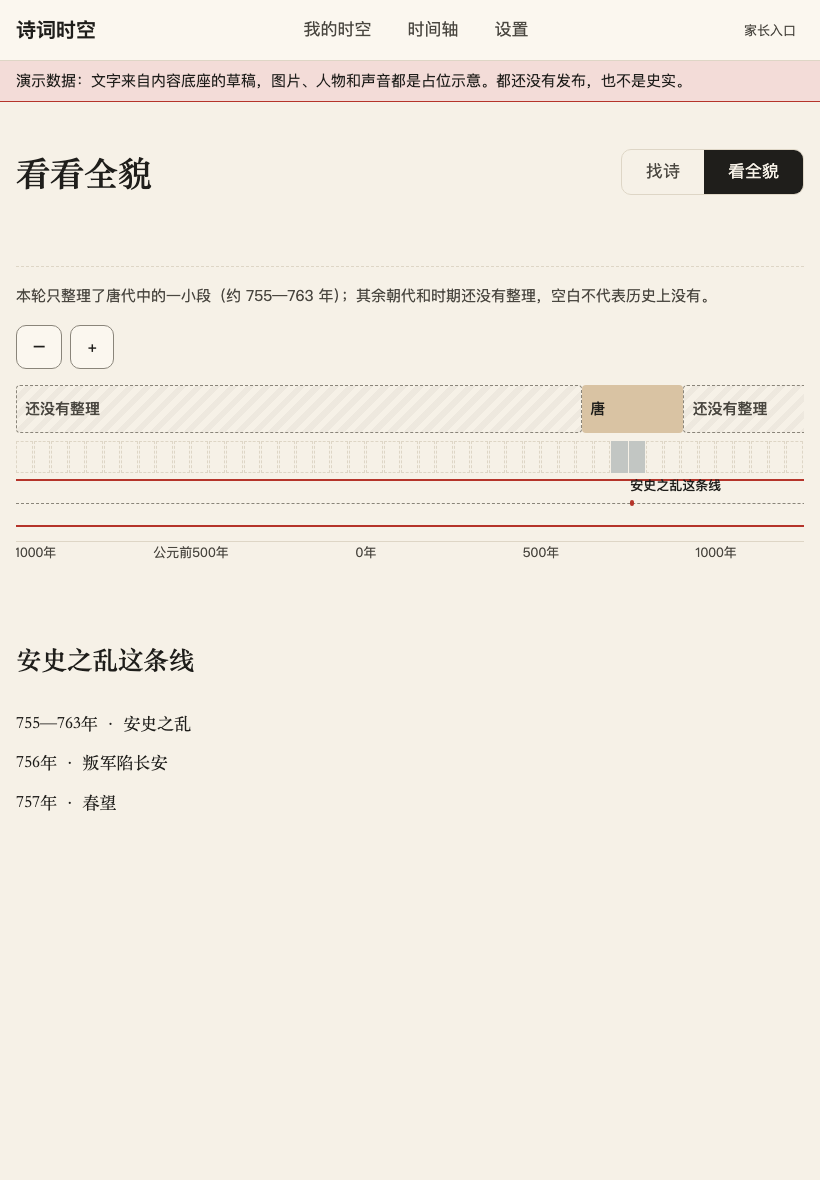 诗词时空
我的时空 时间轴 设置
家长入口
演示数据：文字来自内容底座的草稿，图片、人物和声音都是占位示意。都还没有发布，也不是史实。
看看全貌
找诗 看全貌
本轮只整理了唐代中的一小段（约 755—763 年）；其余朝代和时期还没有整理，空白不代表历史上没有。
− +
还没有整理 唐 还没有整理
安史之乱这条线
1000年 公元前500年 0年 500年 1000年
安史之乱这条线
755—763年 · 安史之乱
756年 · 叛军陷长安
757年 · 春望